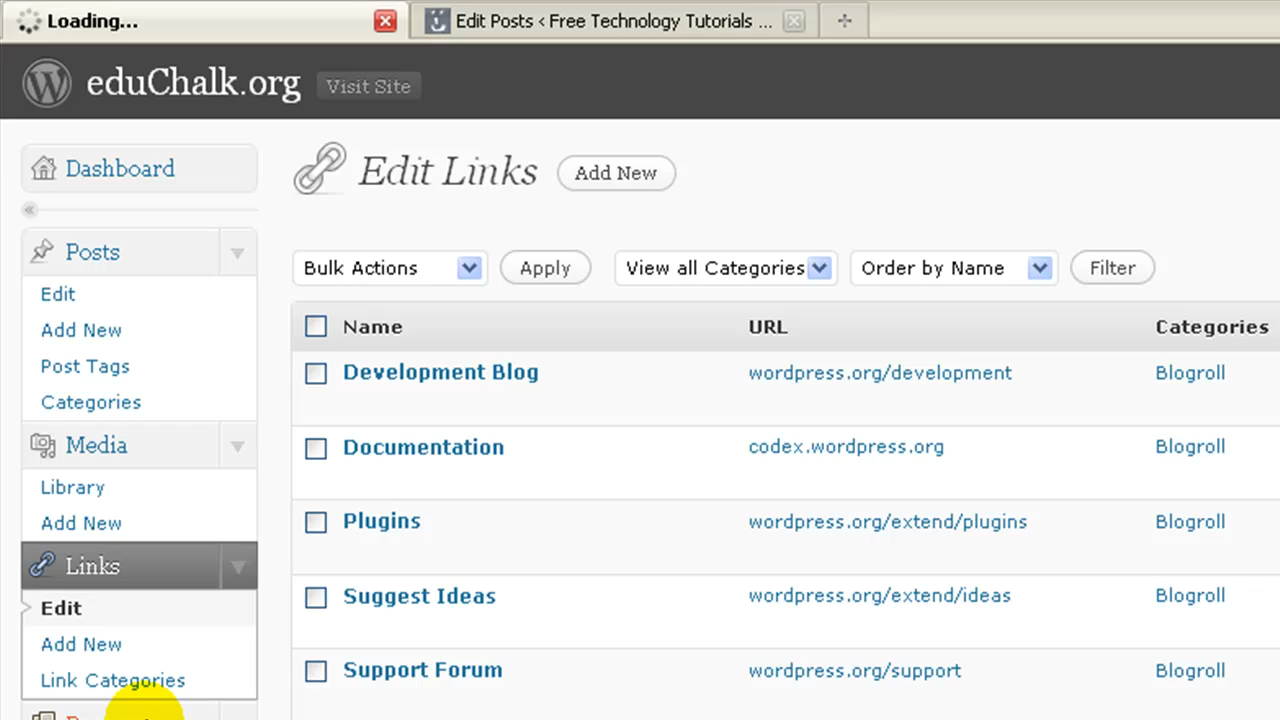 Loading...
Edit Posts < Free Technology Tutorials ...
eduChalk.org
Visit Site
Dashboard
Posts
Edit
Add New
Post Tags
Categories
Media
Library
Add New
Links
Edit
Add New
Link Categories
Edit Links
Add New
Bulk Actions
Apply
View all Categories
Order by Name
Filter
Name URL Categories
Development Blog wordpress.org/development Blogroll
Documentation codex.wordpress.org Blogroll
Plugins wordpress.org/extend/plugins Blogroll
Suggest Ideas wordpress.org/extend/ideas Blogroll
Support Forum wordpress.org/support Blogroll